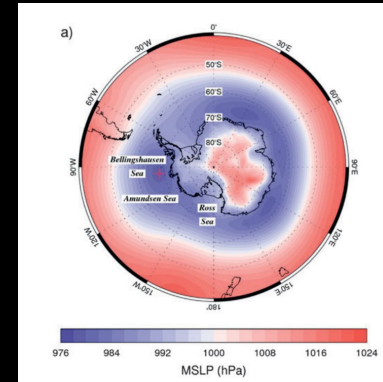 a)
0°
30°W
30°E
50°S
60°W
60°E
70°S
80°S
Bellingshausen
Sea
90°W
90°E
Amundsen Sea
Ross
Sea
120°W
120°E
150°W
150°E
180°
976 984 992 1000 1008 1016 1024
MSLP (hPa)